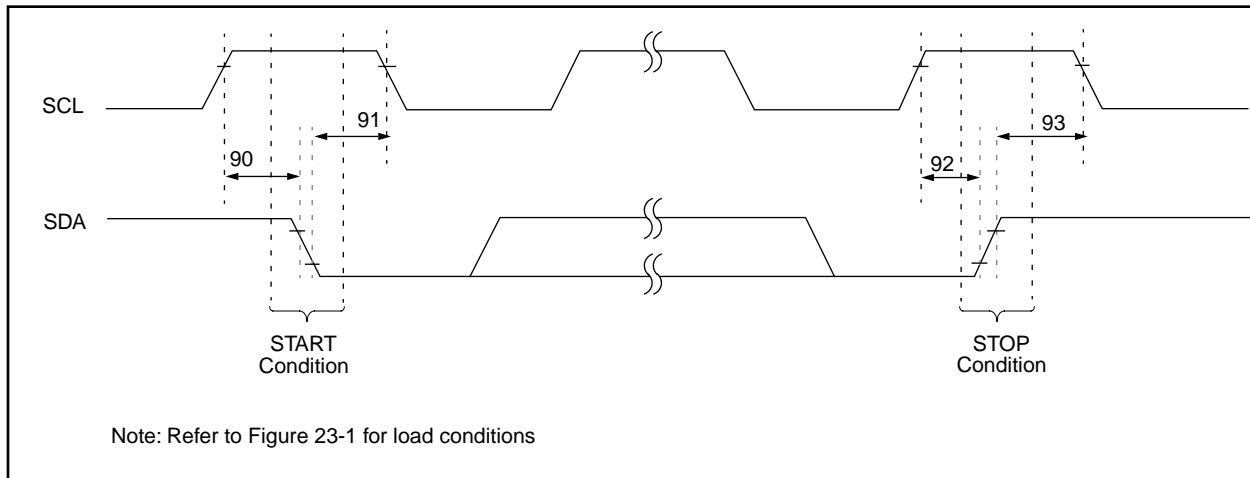 SCL
91
93
90
92
SDA
START
Condition
STOP
Condition
Note: Refer to Figure 23-1 for load conditions